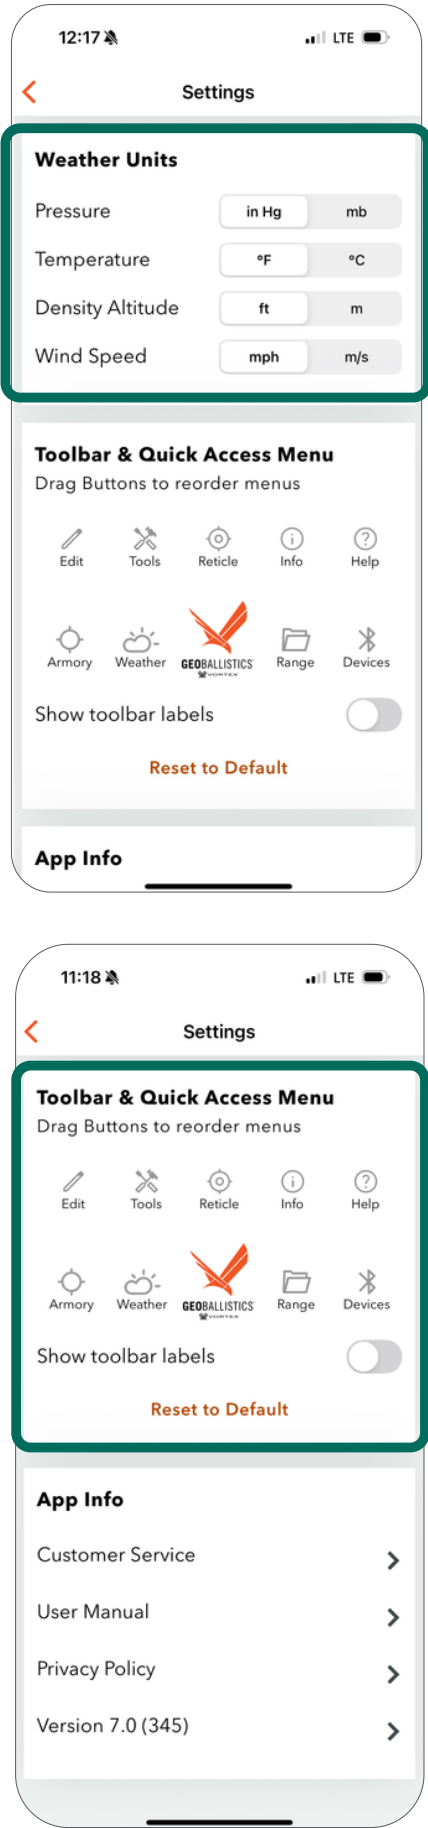 12:17 LTE
Settings
Weather Units
Pressure in Hg mb
Temperature °F °C
Density Altitude ft m
Wind Speed mph m/s
Toolbar & Quick Access Menu
Drag Buttons to reorder menus
Edit Tools Reticle Info Help
Armory Weather GEOBALLISTICS Range Devices
VORTEX
Show toolbar labels
Reset to Default
App Info
11:18 LTE
Settings
Toolbar & Quick Access Menu
Drag Buttons to reorder menus
Edit Tools Reticle Info Help
Armory Weather GEOBALLISTICS Range Devices
VORTEX
Show toolbar labels
Reset to Default
App Info
Customer Service
User Manual
Privacy Policy
Version 7.0 (345)